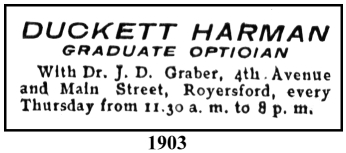 DUCKETT HARMAN
GRADUATE OPTICIAN
With Dr. J. D. Graber, 4th Avenue
and Main Street, Royersford, every
Thursday from 11.30 a. m. to 8 p. m.
1903